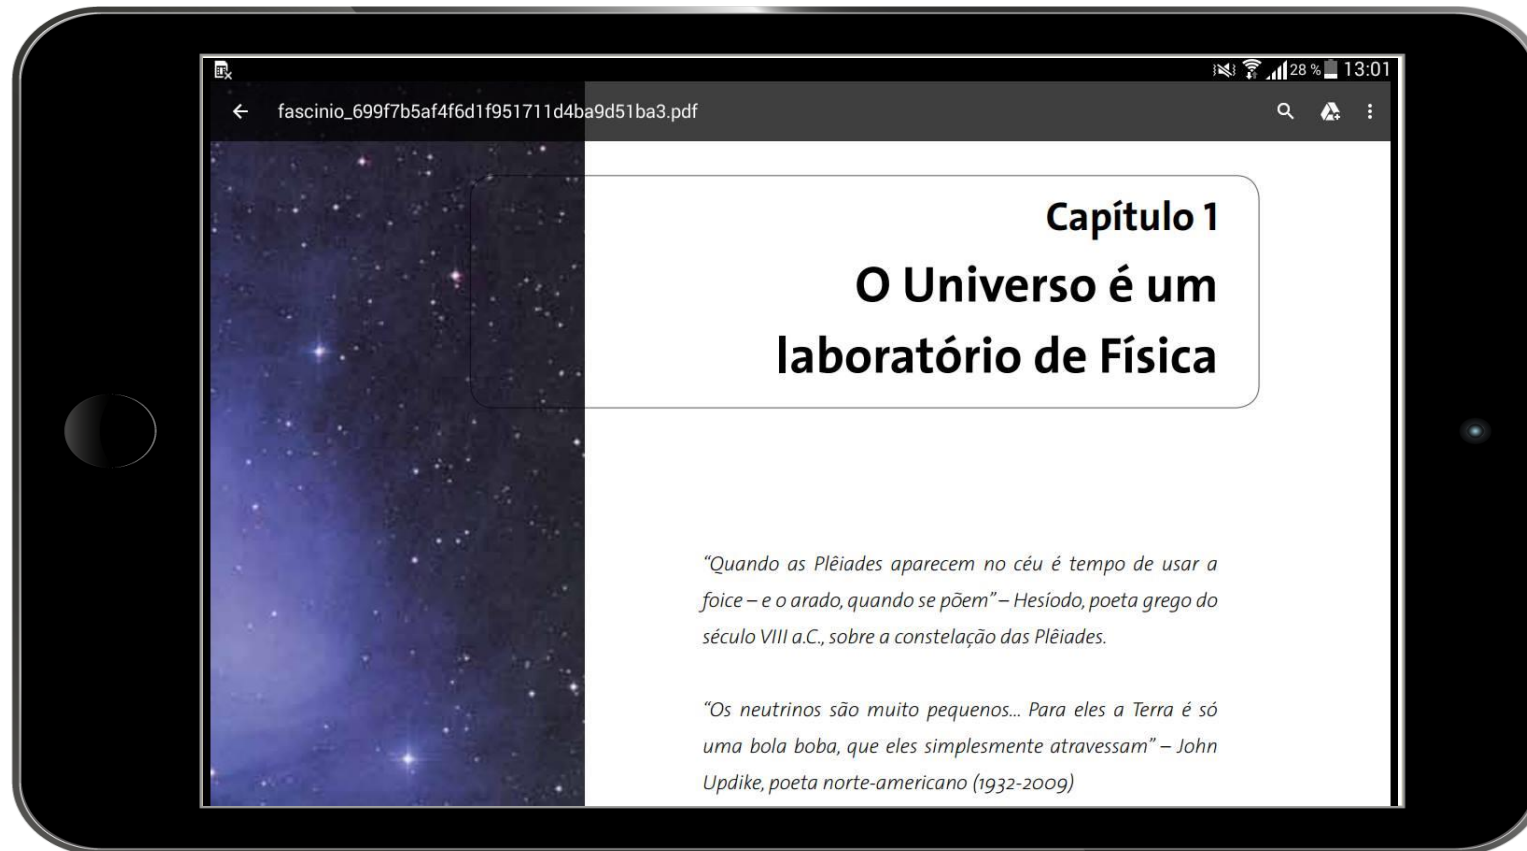 28 % 13:01
fascinio_699f7b5af4f6d1f951711d4ba9d51ba3.pdf
Capítulo 1
O Universo é um
laboratório de Física
“Quando as Plêiades aparecem no céu é tempo de usar a
foice – e o arado, quando se põem” – Hesíodo, poeta grego do
século VIII a.C., sobre a constelação das Plêiades.
“Os neutrinos são muito pequenos... Para eles a Terra é só
uma bola boba, que eles simplesmente atravessam” – John
Updike, poeta norte-americano (1932-2009)